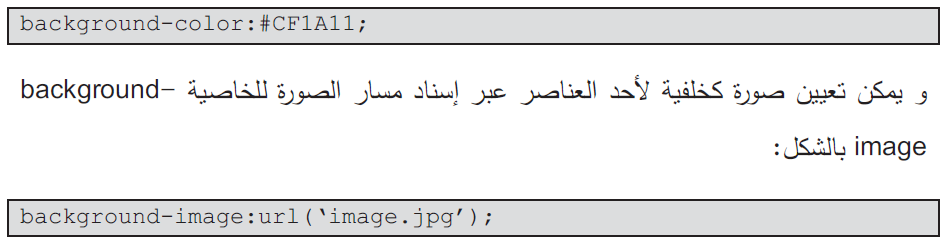 background-color:#CF1A11;
و يمكن تعيين صورة كخلفية لأحد العناصر عبر إسناد مسار الصورة للخاصية background-
image بالشكل:
background-image:url(‘image.jpg’);